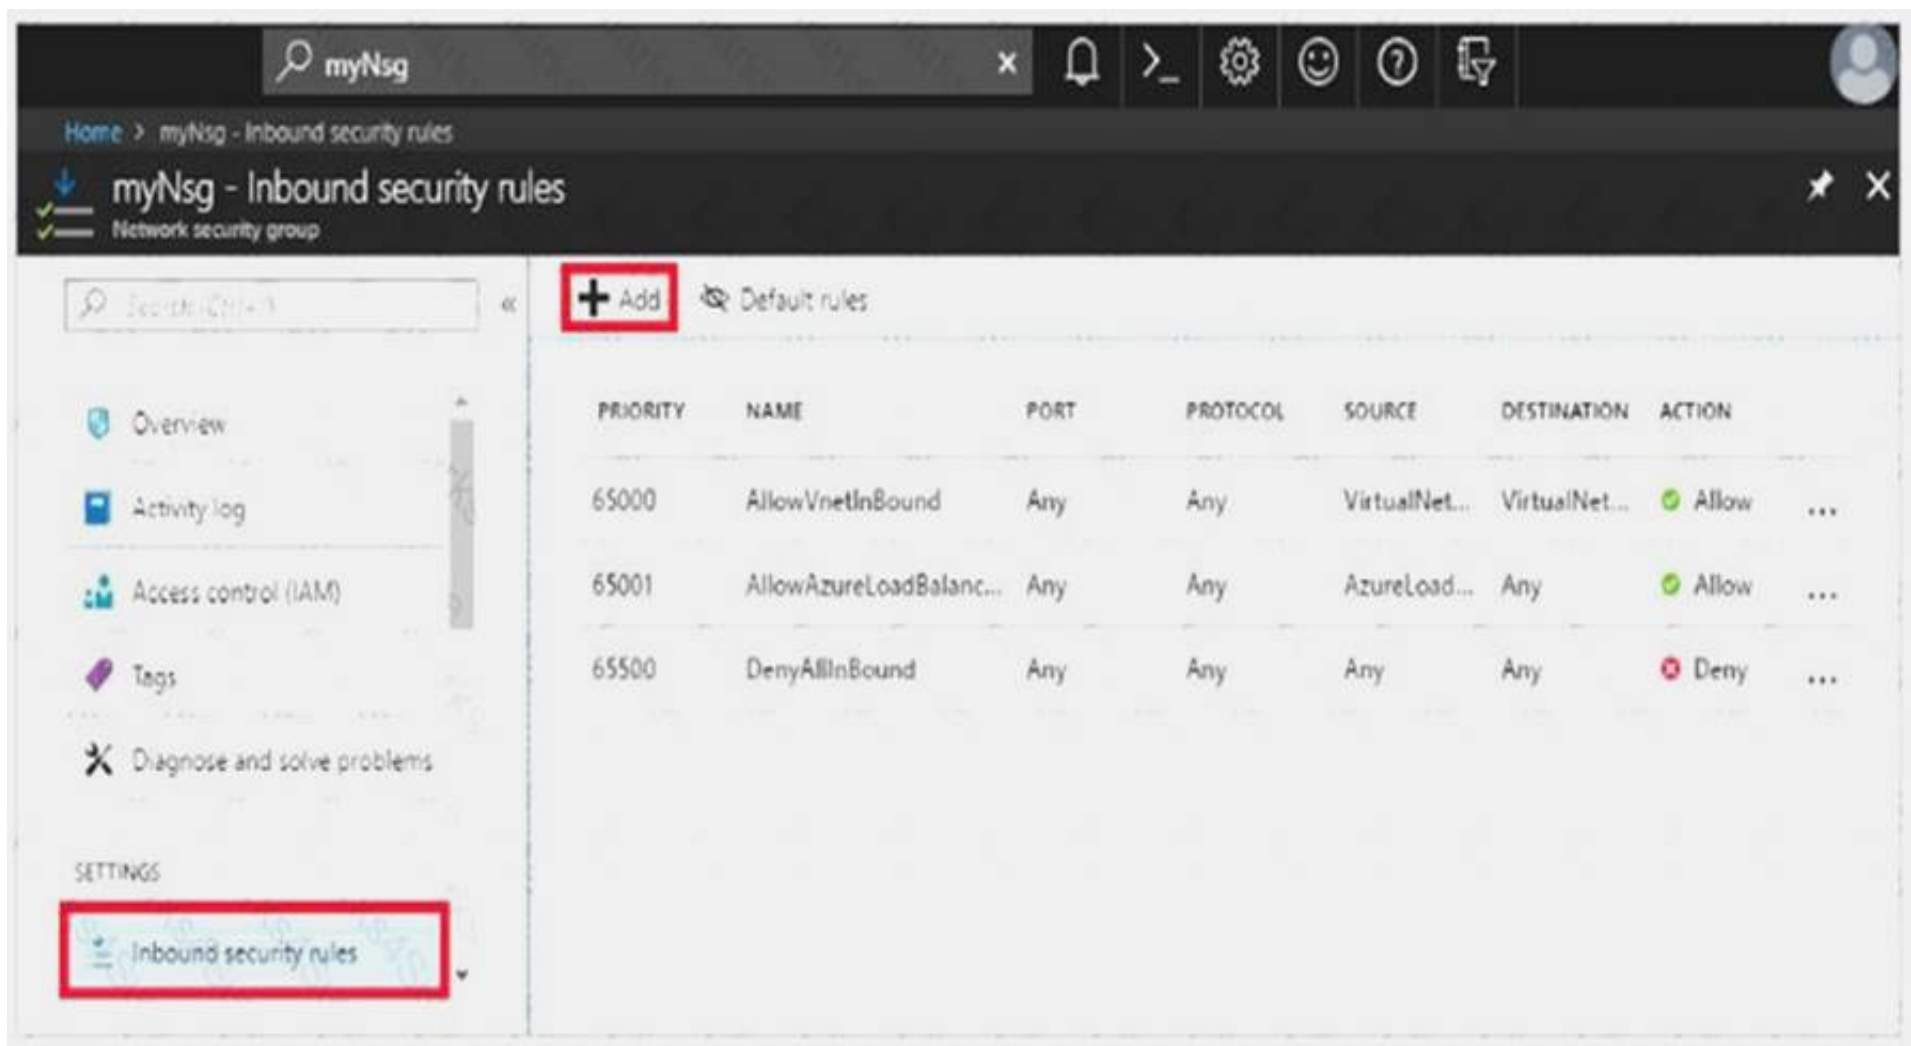 myNsg
Home > myNsg - Inbound security rules
myNsg - Inbound security rules
Network security group
Search (Ctrl+/)
Add
Default rules
Overview
Activity log
Access control (IAM)
Tags
Diagnose and solve problems
SETTINGS
Inbound security rules
PRIORITY NAME PORT PROTOCOL SOURCE DESTINATION ACTION
65000 AllowVnetInBound Any Any VirtualNet... VirtualNet... Allow ...
65001 AllowAzureLoadBalanc... Any Any AzureLoad... Any Allow ...
65500 DenyAllInBound Any Any Any Any Deny ...